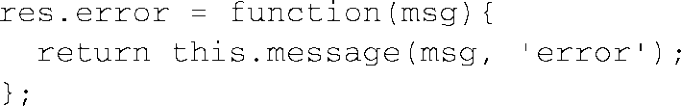 res.error = function(msg){
  return this.message(msg, 'error');
};